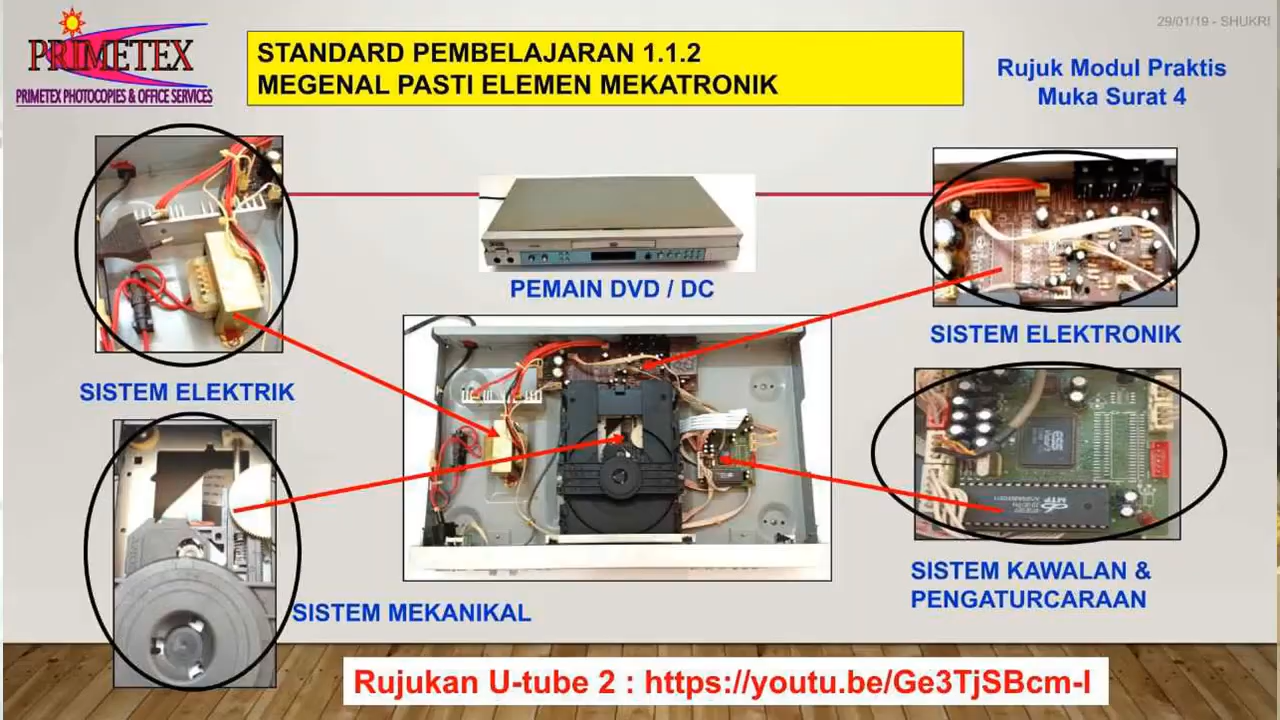 29/01/19 - SHUKRI
PRIMETEX
PRIMETEX PHOTOCOPIES & OFFICE SERVICES
STANDARD PEMBELAJARAN 1.1.2
MEGENAL PASTI ELEMEN MEKATRONIK
Rujuk Modul Praktis
Muka Surat 4
PEMAIN DVD / DC
SISTEM ELEKTRONIK
SISTEM ELEKTRIK
SISTEM KAWALAN &
PENGATURCARAAN
SISTEM MEKANIKAL
Rujukan U-tube 2 : https://youtu.be/Ge3TjSBcm-I
ESS
MTF